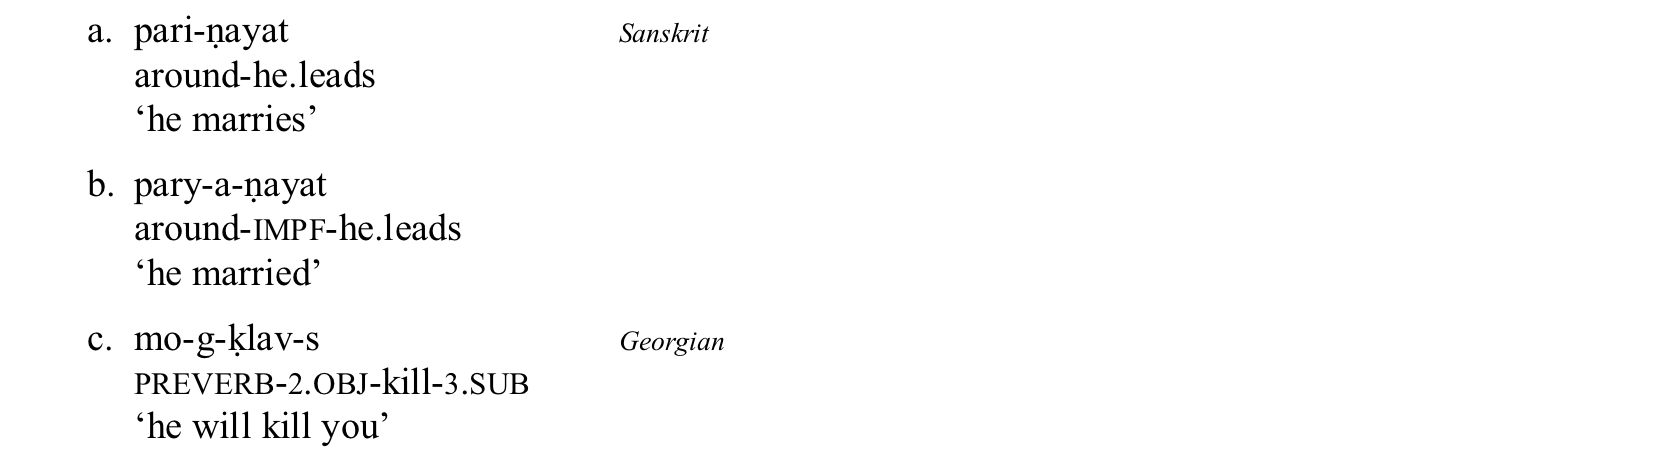 a. pari-ṇayat Sanskrit
around-he.leads
‘he marries’
b. pary-a-ṇayat
around-IMPF-he.leads
‘he married’
c. mo-g-ḳlav-s Georgian
PREVERB-2.OBJ-kill-3.SUB
‘he will kill you’